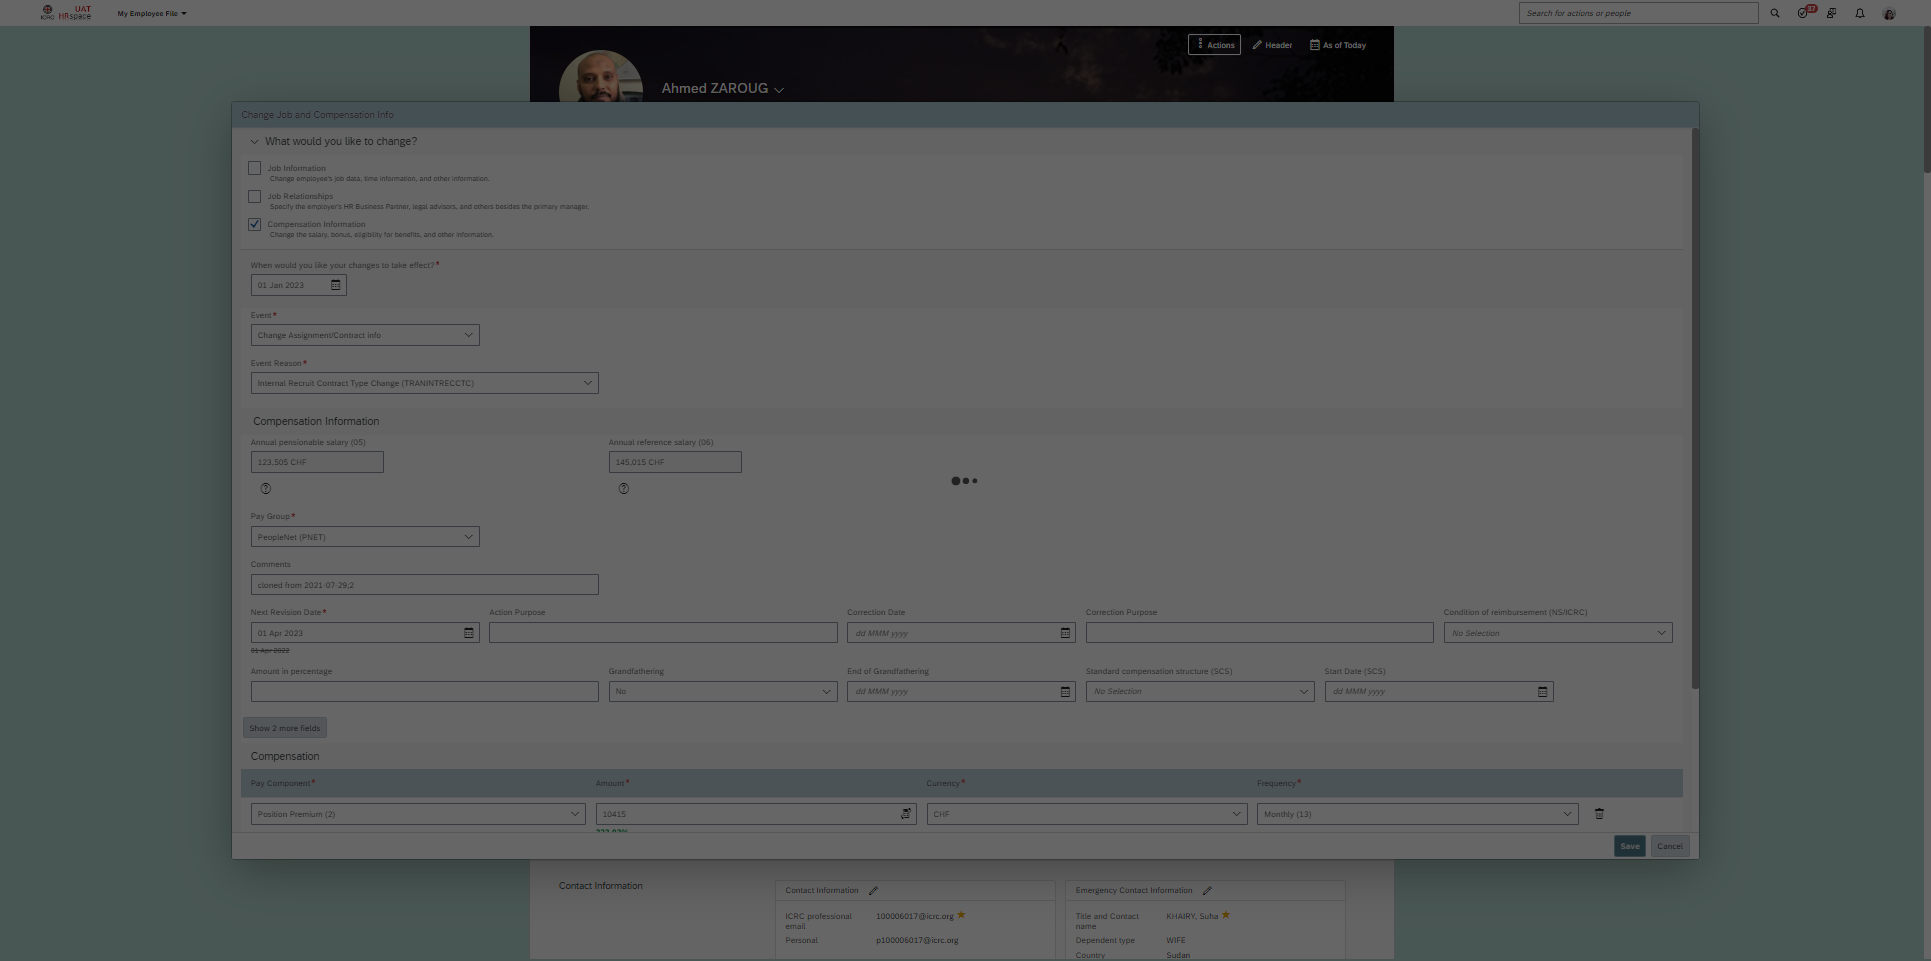 ICRC UAT HRspace
My Employee File
Search for actions or people
37
Actions
Header
As of Today
Ahmed ZAROUG
Change Job and Compensation Info
What would you like to change?
Job Information
Change employee's job data, time information, and other information.
Job Relationships
Specify the employer's HR Business Partner, legal advisors, and others besides the primary manager.
Compensation Information
Change the salary, bonus, eligibility for benefits, and other information.
When would you like your changes to take effect?*
01 Jan 2023
Event*
Change Assignment/Contract info
Event Reason*
Internal Recruit Contract Type Change (TRANINTRECCTC)
Compensation Information
Annual pensionable salary (05) Annual reference salary (06)
123,505 CHF 145,015 CHF
Pay Group*
PeopleNet (PNET)
Comments
cloned from 2021-07-29;2
Next Revision Date* Action Purpose Correction Date Correction Purpose Condition of reimbursement (NS/ICRC)
01 Apr 2023 dd MMM yyyy No Selection
01 Apr 2022
Amount in percentage Grandfathering End of Grandfathering Standard compensation structure (SCS) Start Date (SCS)
No dd MMM yyyy No Selection dd MMM yyyy
Show 2 more fields
Compensation
Pay Component* Amount* Currency* Frequency*
Position Premium (2) 10415 CHF Monthly (13)
Save Cancel
Contact Information Contact Information Emergency Contact Information
ICRC professional email 100006017@icrc.org Title and Contact name KHAIRY, Suha
Personal p100006017@icrc.org Dependent type WIFE
Country Sudan